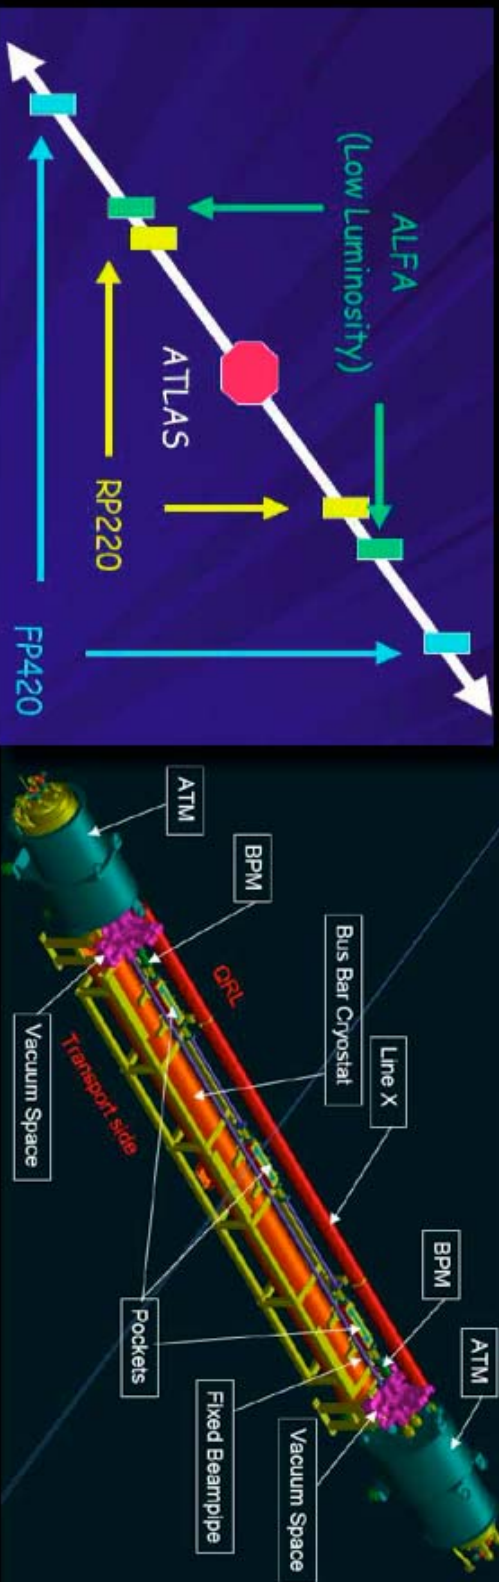 ALFA
(Low Luminosity)
ATLAS
RP220
FP420
ATM
BPM
QRL
Bus Bar Cryostat
Line X
BPM
ATM
Vacuum Space
Transport side
Pockets
Fixed Beampipe
Vacuum Space